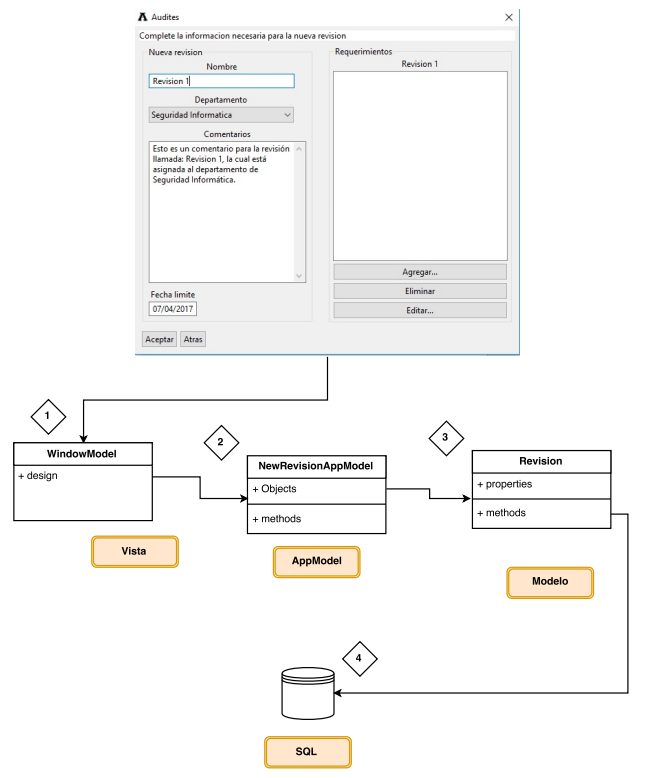 Audites
Complete la informacion necesaria para la nueva revision
Nueva revision
Nombre
Revision 1
Departamento
Seguridad Informatica
Comentarios
Esto es un comentario para la revisión
llamada: Revision 1, la cual está
asignada al departamento de
Seguridad Informática.
Fecha limite
07/04/2017
Aceptar
Atras
Requerimientos
Revision 1
Agregar...
Eliminar
Editar...
1
WindowModel
+ design
Vista
2
NewRevisionAppModel
+ Objects
+ methods
AppModel
3
Revision
+ properties
+ methods
Modelo
4
SQL